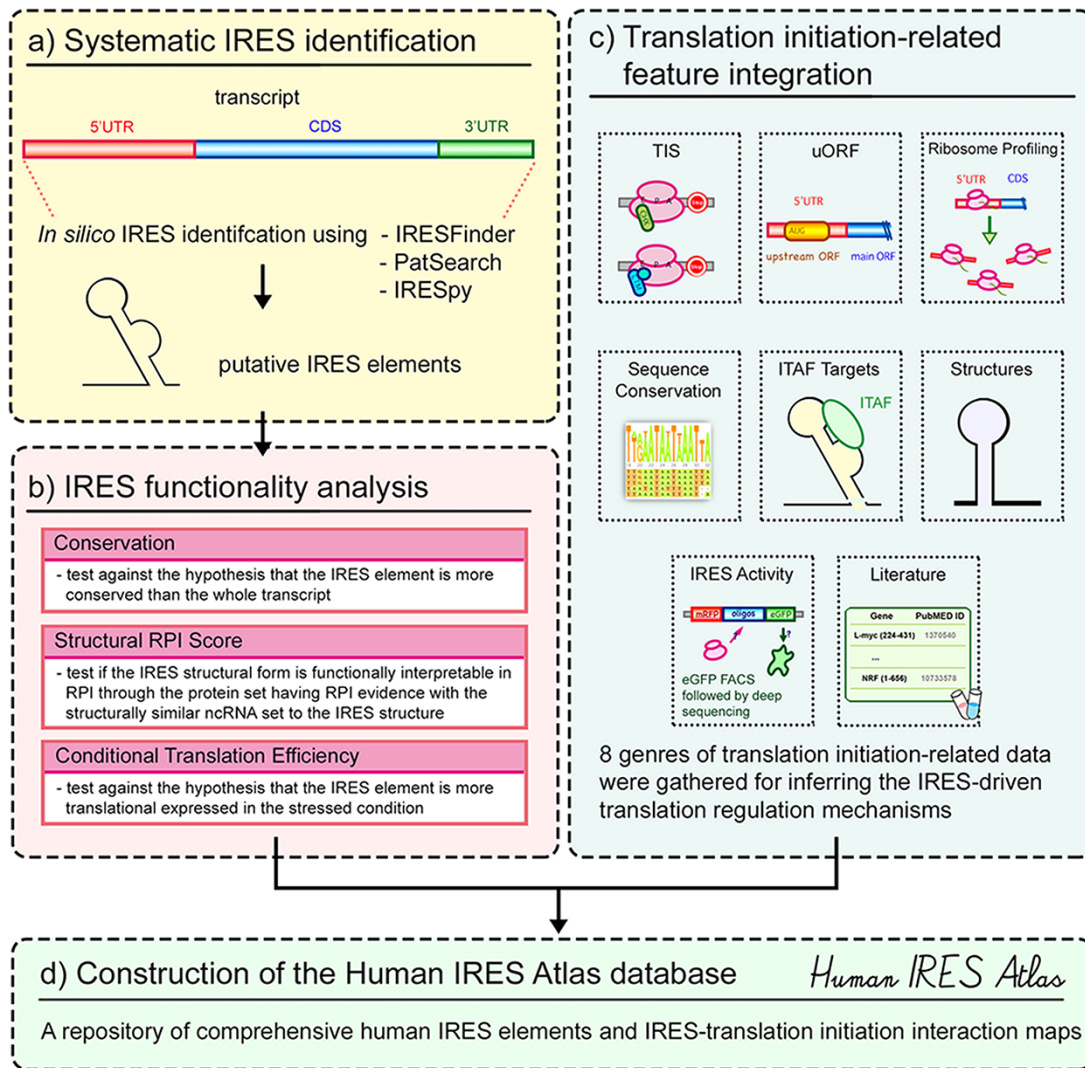 a) Systematic IRES identification
transcript
5'UTR CDS 3'UTR
In silico IRES identifcation using
- IRESFinder
- PatSearch
- IRESpy
putative IRES elements
b) IRES functionality analysis
Conservation
- test against the hypothesis that the IRES element is more
conserved than the whole transcript
Structural RPI Score
- test if the IRES structural form is functionally interpretable in
RPI through the protein set having RPI evidence with the
structurally similar ncRNA set to the IRES structure
Conditional Translation Efficiency
- test against the hypothesis that the IRES element is more
translational expressed in the stressed condition
c) Translation initiation-related
feature integration
TIS
E P A
E P A
uORF
5'UTR
AUG
upstream ORF main ORF
Ribosome Profiling
5'UTR CDS
Sequence
Conservation
ITAF Targets
ITAF
Structures
IRES Activity
mRFP oligos eGFP
?
eGFP FACS
followed by deep
sequencing
Literature
Gene PubMED ID
L-myc (224-431) 1370540
...
NRF (1-656) 10733578
8 genres of translation initiation-related data
were gathered for inferring the IRES-driven
translation regulation mechanisms
d) Construction of the Human IRES Atlas database
Human IRES Atlas
A repository of comprehensive human IRES elements and IRES-translation initiation interaction maps